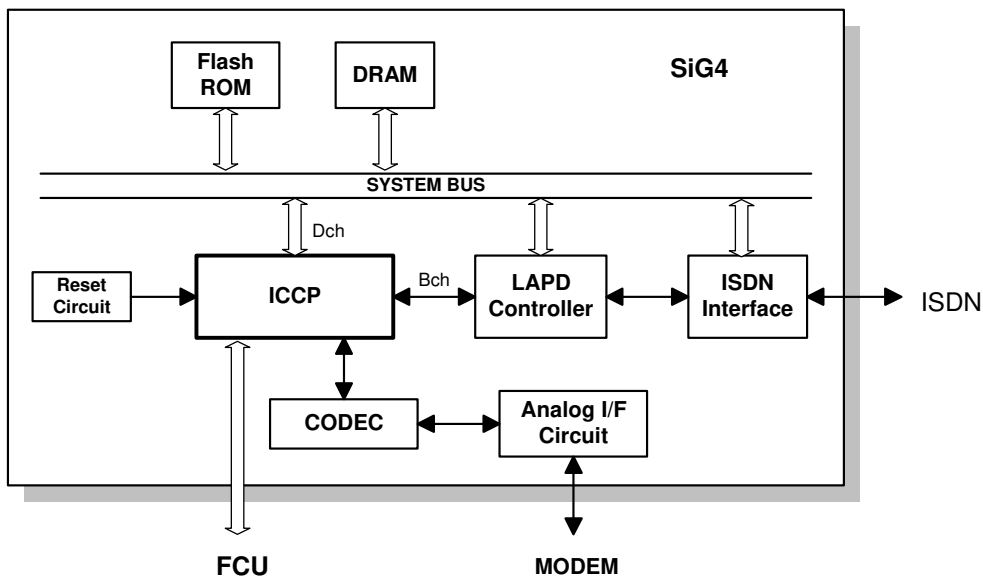 Flash
ROM
DRAM
SiG4
SYSTEM BUS
Dch
Reset
Circuit
ICCP
Bch
LAPD
Controller
ISDN
Interface
ISDN
CODEC
Analog I/F
Circuit
FCU
MODEM